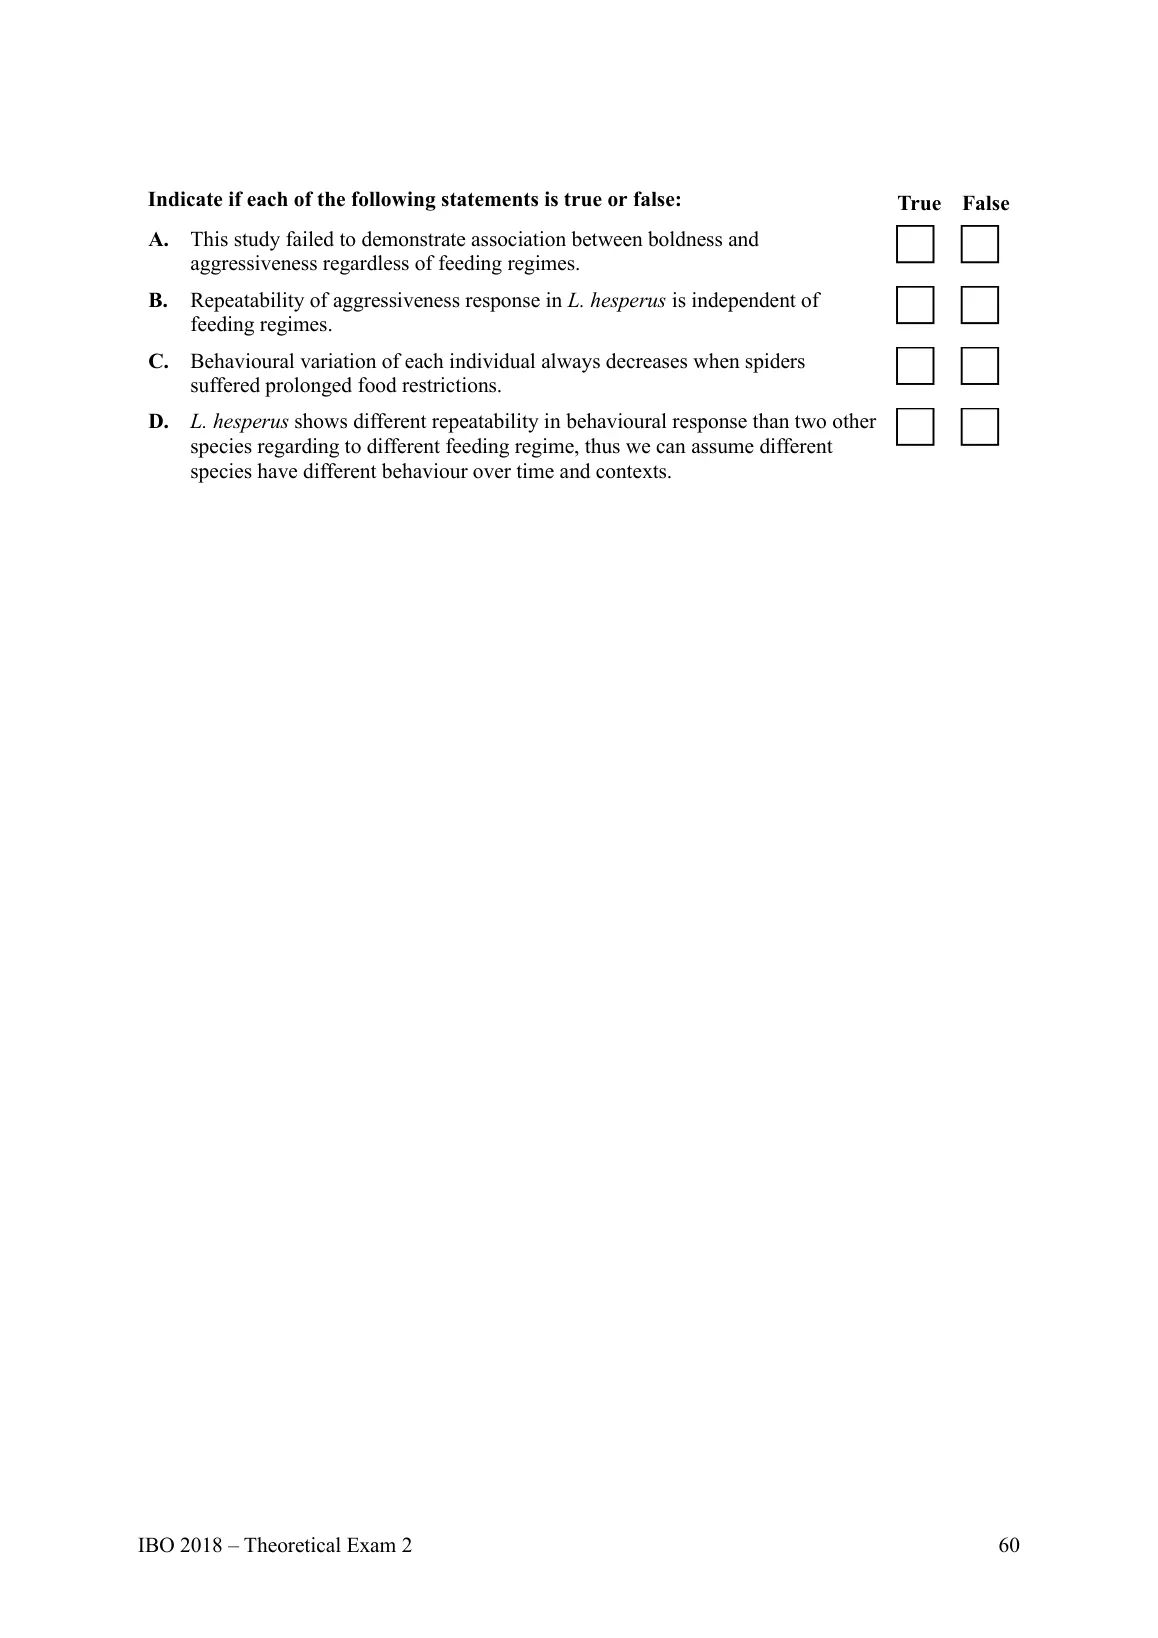 Indicate if each of the following statements is true or false:
True False
A. This study failed to demonstrate association between boldness and
aggressiveness regardless of feeding regimes.
B. Repeatability of aggressiveness response in L. hesperus is independent of
feeding regimes.
C. Behavioural variation of each individual always decreases when spiders
suffered prolonged food restrictions.
D. L. hesperus shows different repeatability in behavioural response than two other
species regarding to different feeding regime, thus we can assume different
species have different behaviour over time and contexts.
IBO 2018 – Theoretical Exam 2
60